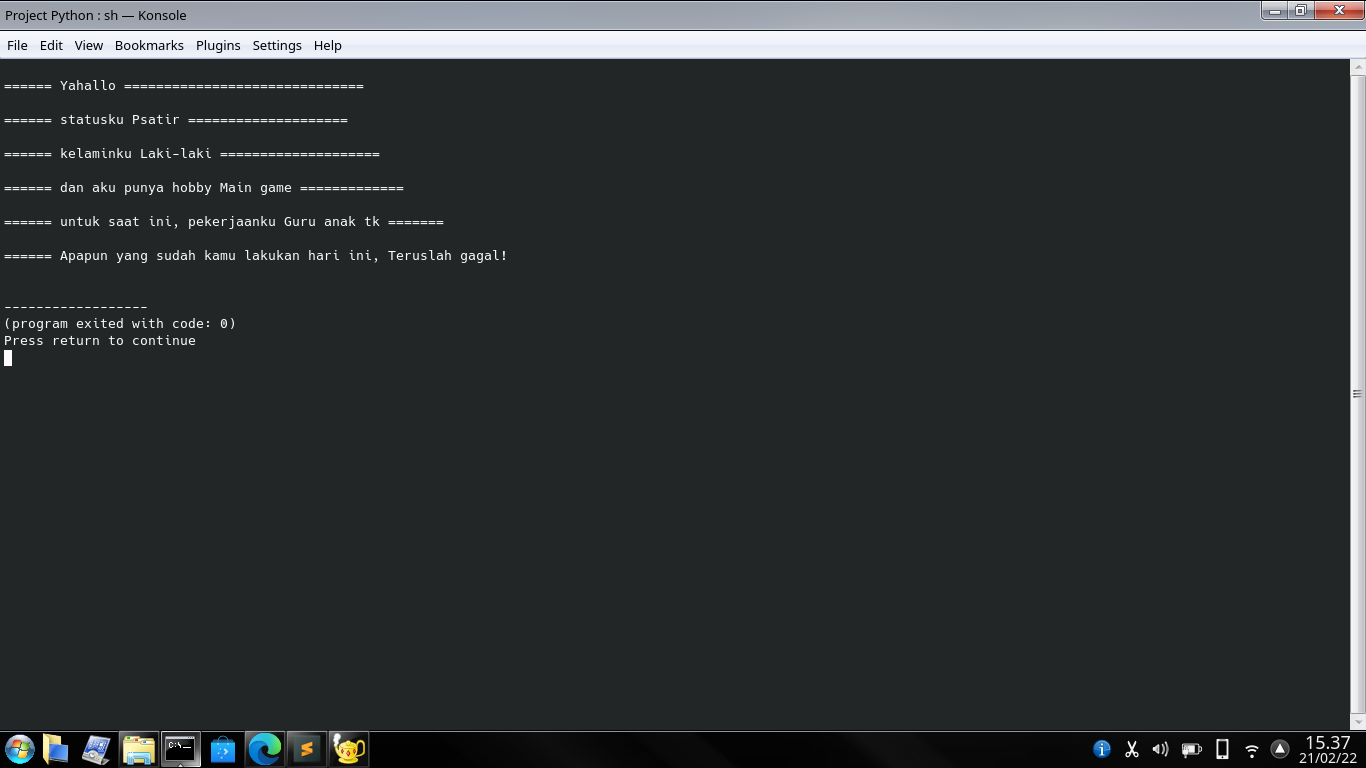 Project Python : sh — Konsole
File Edit View Bookmarks Plugins Settings Help
====== Yahallo ==============================
====== statusku Psatir ====================
====== kelaminku Laki-laki ====================
====== dan aku punya hobby Main game =============
====== untuk saat ini, pekerjaanku Guru anak tk =======
====== Apapun yang sudah kamu lakukan hari ini, Teruslah gagal!
------------------
(program exited with code: 0)
Press return to continue
15.37
21/02/22